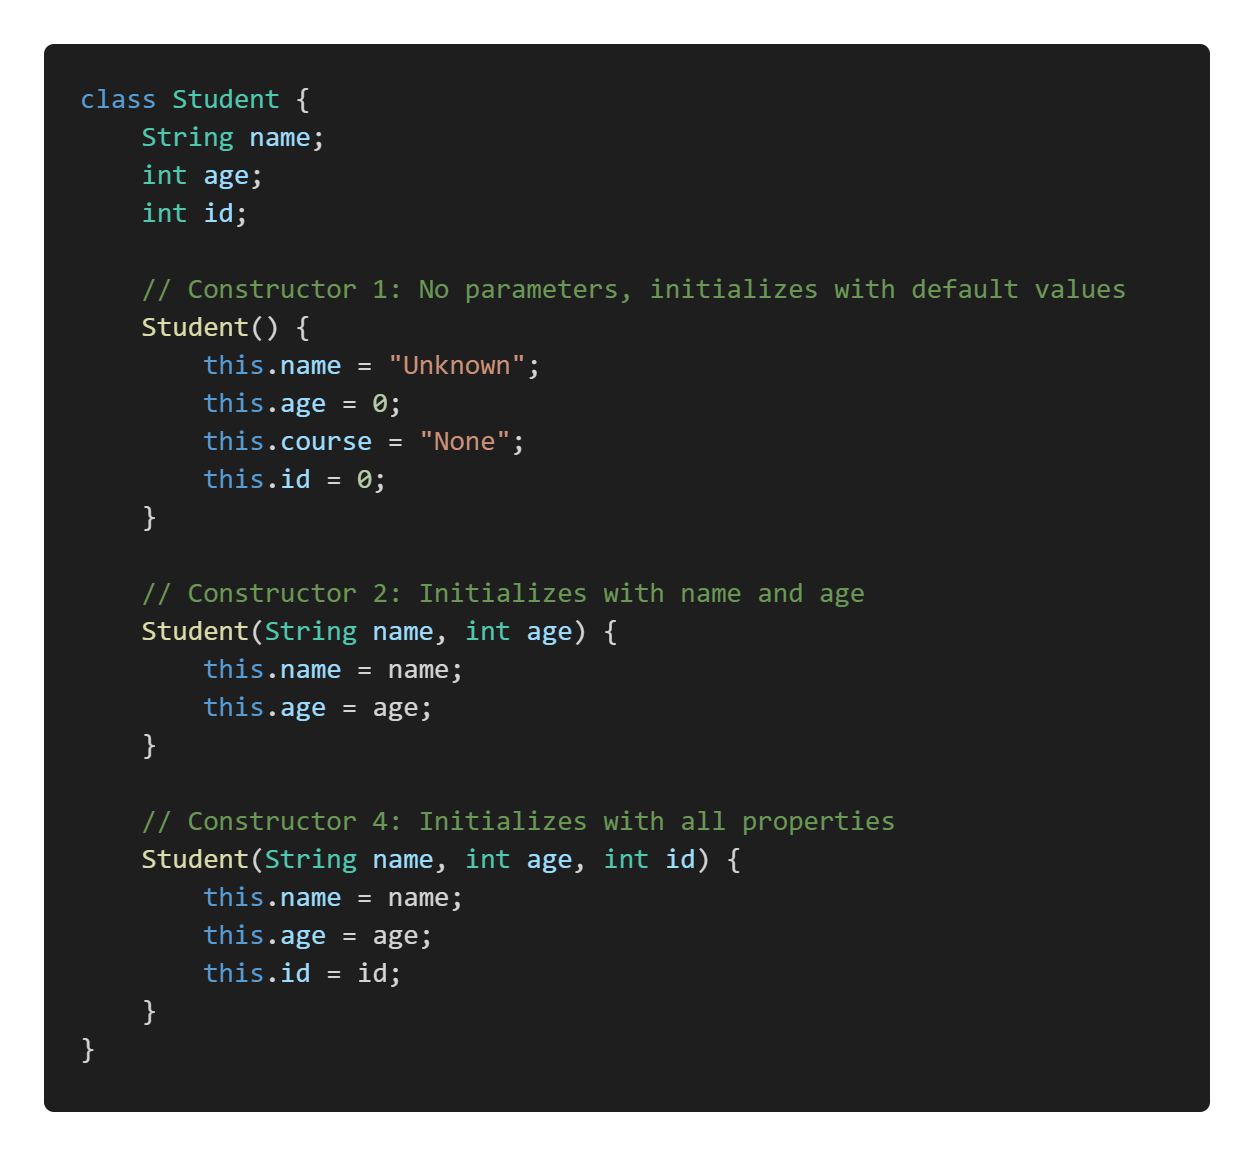 class Student {
    String name;
    int age;
    int id;

    // Constructor 1: No parameters, initializes with default values
    Student() {
        this.name = "Unknown";
        this.age = 0;
        this.course = "None";
        this.id = 0;
    }

    // Constructor 2: Initializes with name and age
    Student(String name, int age) {
        this.name = name;
        this.age = age;
    }

    // Constructor 4: Initializes with all properties
    Student(String name, int age, int id) {
        this.name = name;
        this.age = age;
        this.id = id;
    }
}